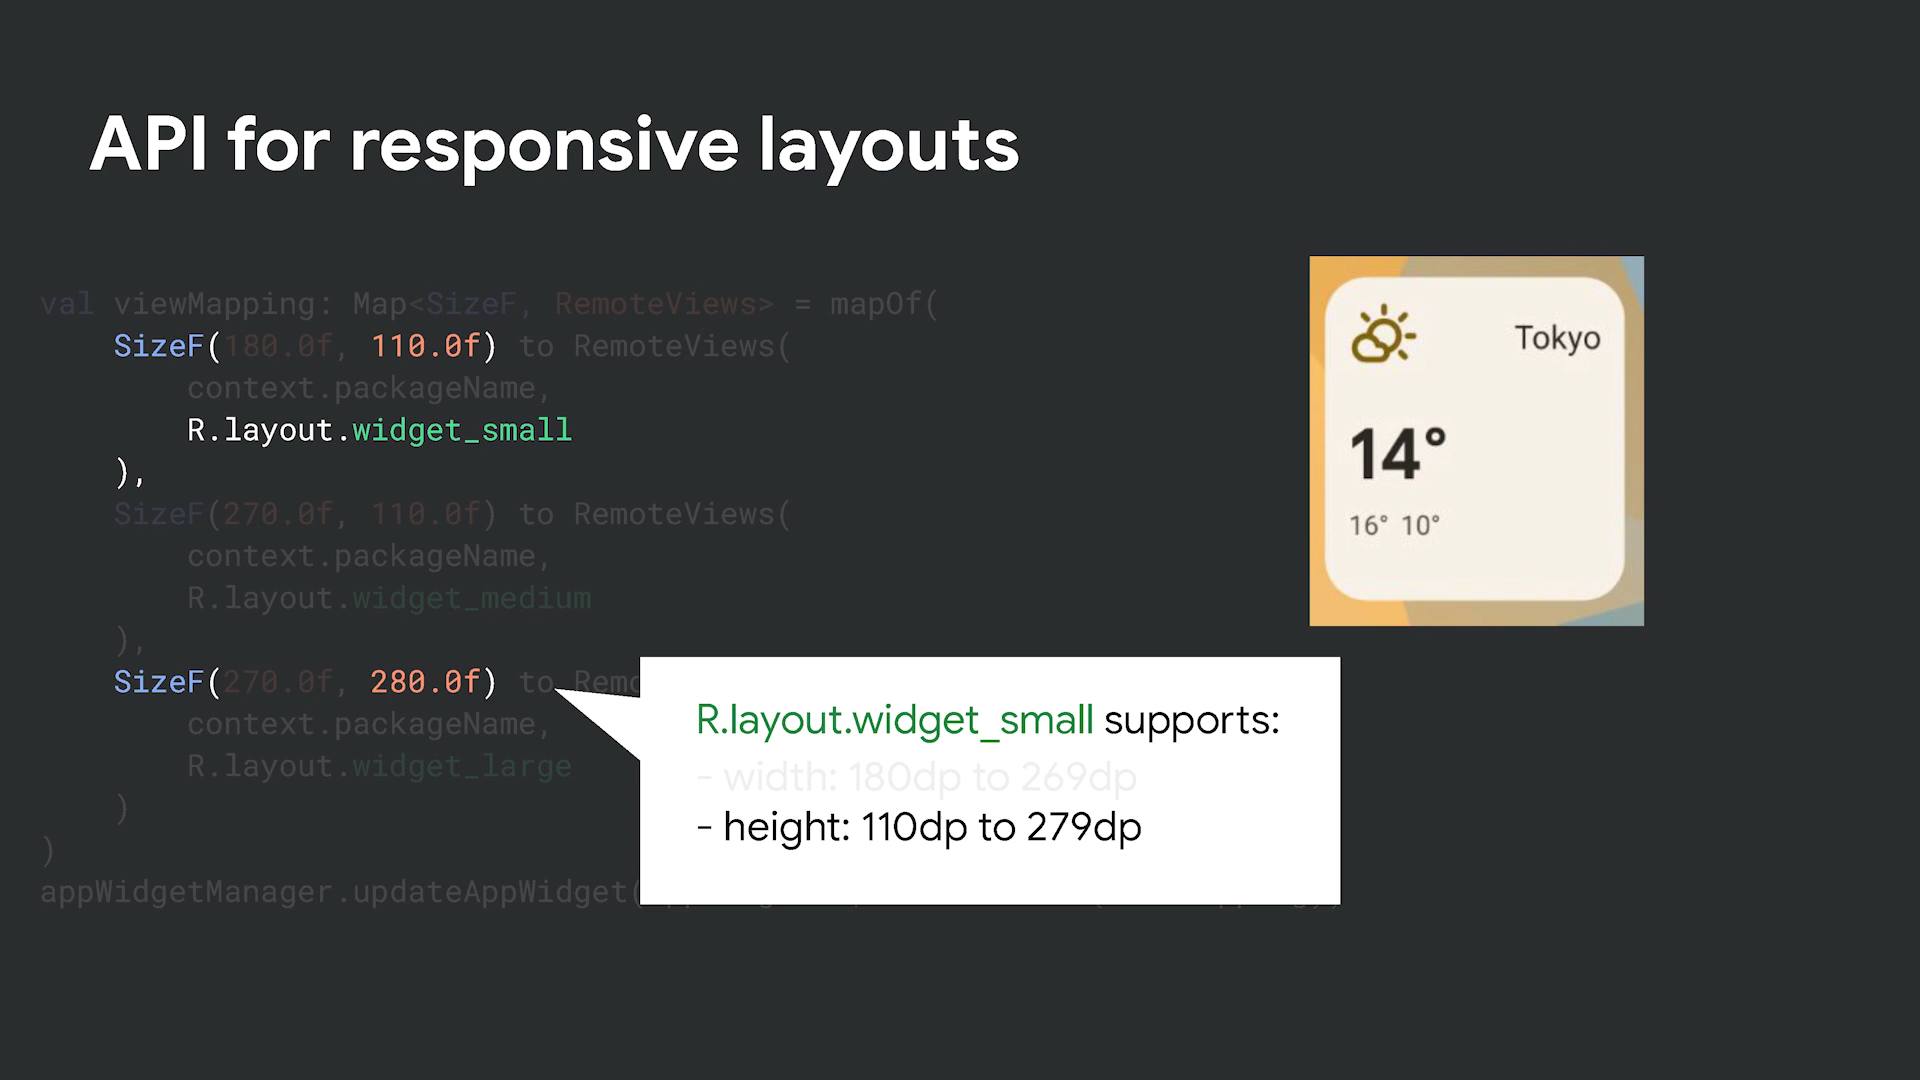 API for responsive layouts
val viewMapping: Map<SizeF, RemoteViews> = mapOf(
SizeF(180.0f, 110.0f) to RemoteViews(
context.packageName,
R.layout.widget_small
),
SizeF(270.0f, 110.0f) to RemoteViews(
context.packageName,
R.layout.widget_medium
),
SizeF(270.0f, 280.0f) to Remo
context.packageName,
R.layout.widget_large
)
)
appWidgetManager.updateAppWidget(
Tokyo
14°
16° 10°
R.layout.widget_small supports:
- width: 180dp to 269dp
- height: 110dp to 279dp